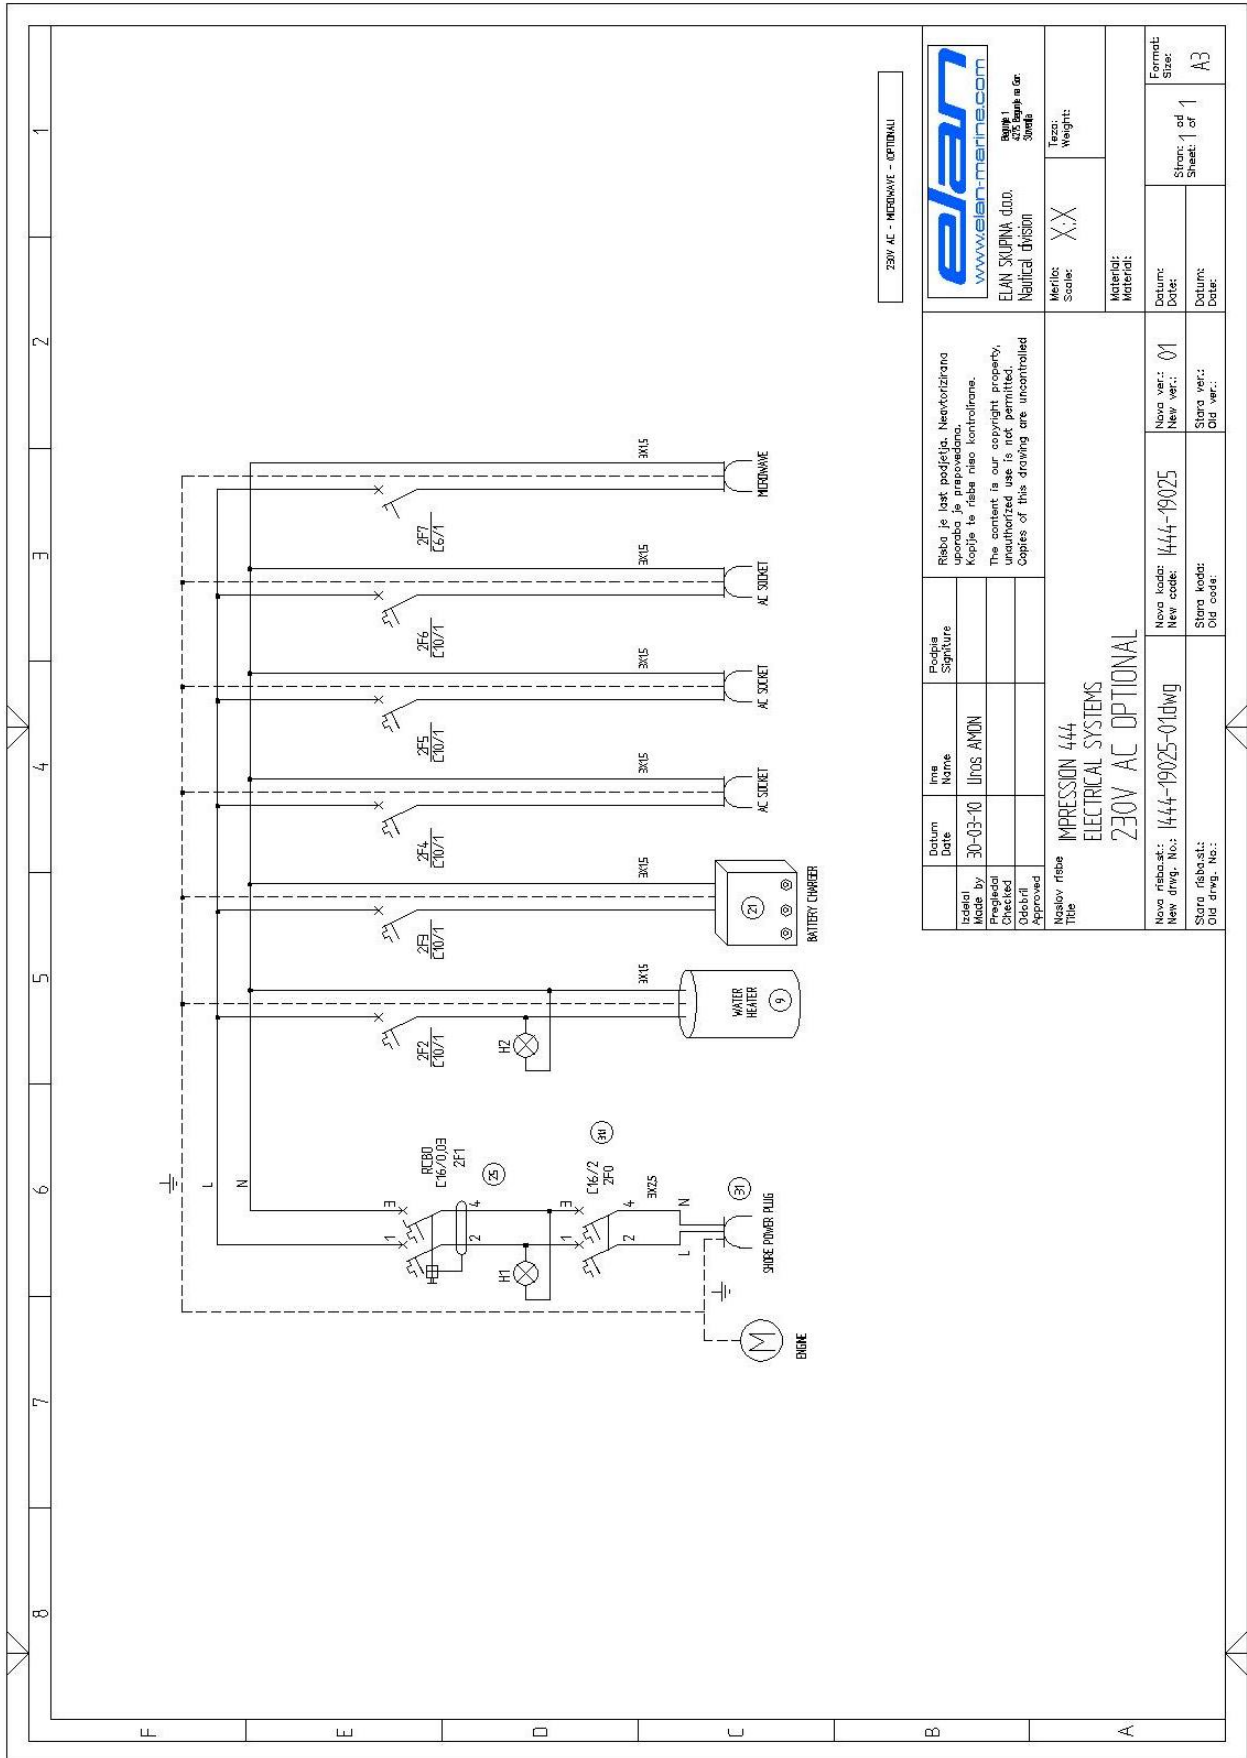 8
7
6
5
4
3
2
1
F
E
D
C
B
A
L
N
RCBO
C16/0,03
2F1
25
1
3
2
4
H1
C16/2
2F0
1
3
2
4
3X2,5
L
N
31
SHORE POWER PLUG
M
ENGINE
2F2
C10/1
H2
3X1,5
WATER
HEATER
9
2F3
C10/1
3X1,5
21
BATTERY CHARGER
2F4
C10/1
3X1,5
AC SOCKET
2F5
C10/1
3X1,5
AC SOCKET
2F6
C10/1
3X1,5
AC SOCKET
2F7
C6/1
3X1,5
MICROWAVE
230V AC - MICROWAVE - (OPTIONAL)
Datum
Date
Ime
Name
Podpis
Signiture
Izdelal
Made by
30-03-10
Uros AMON
Pregledal
Checked
Odobril
Approved
Risba je last podjetja. Neavtorizirana
uporaba je prepovedana.
Kopije te risbe niso kontrolirane.
The content is our copyright property,
unauthorized use is not permitted.
Copies of this drawing are uncontrolled
elan
www.elan-marine.com
ELAN SKUPINA d.o.o.
Nautical division
Begunje 1
4275 Begunje na Gor.
Slovenija
Naslov risbe
Title
IMPRESSION 444
ELECTRICAL SYSTEMS
230V AC OPTIONAL
Merilo:
Scale:
X:X
Teza:
Weight:
Material:
Material:
Nova risba.st.:
New drwg. No.:
I444-19025-01.dwg
Nova koda:
New code:
I444-19025
Nova ver.:
New ver.:
01
Datum:
Date:
Stran: 1 od 1
Sheet: 1 of 1
Format:
Size:
A3
Stara risba.st.:
Old drwg. No.:
Stara koda:
Old code:
Stara ver.:
Old ver.:
Datum:
Date: